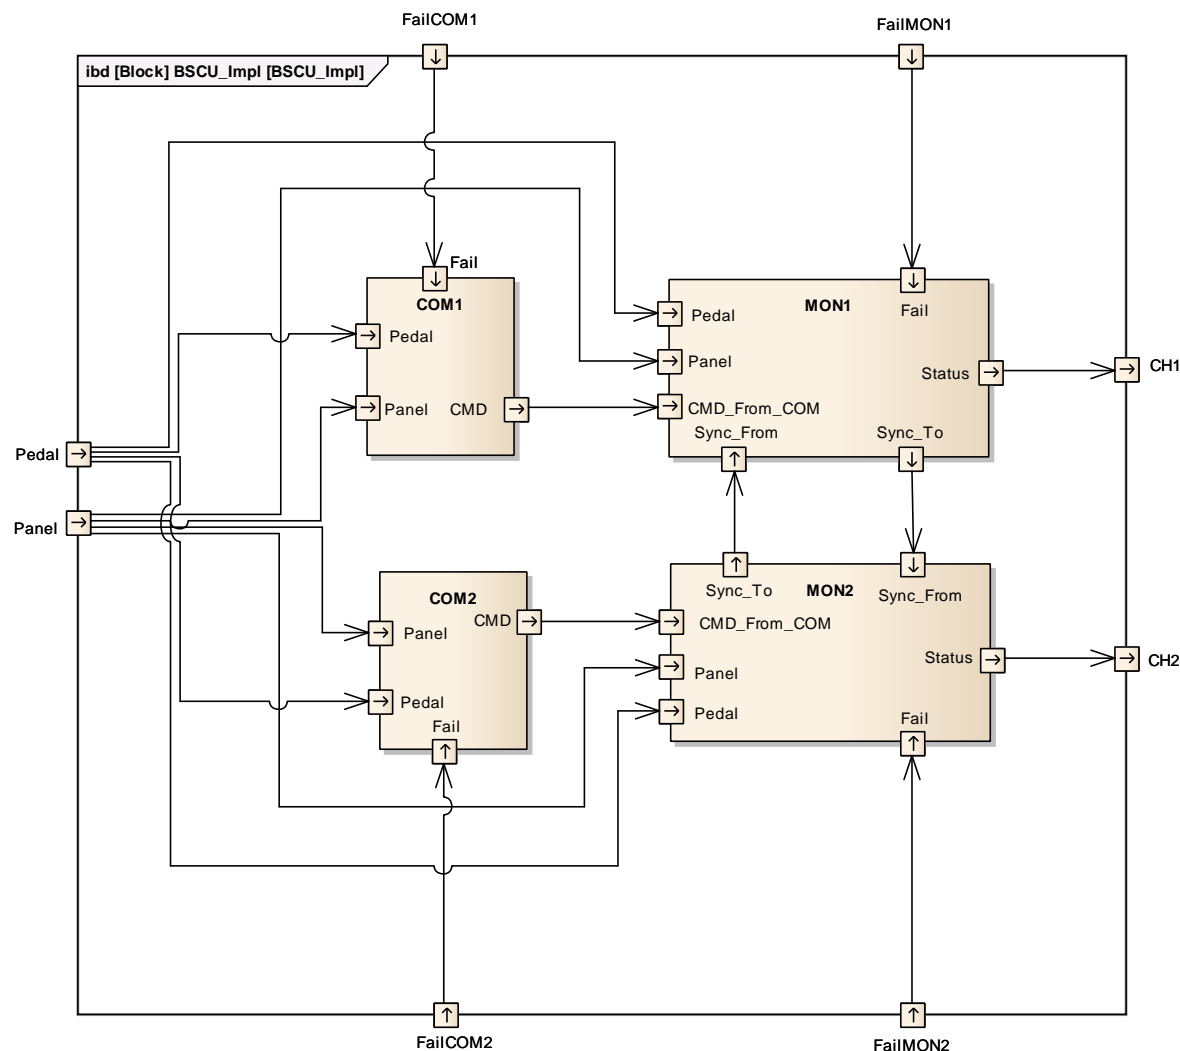 FailCOM1
FailMON1
ibd [Block] BSCU_Impl [BSCU_Impl]
Fail
COM1
MON1
Fail
Pedal
Pedal
Panel
Status
CH1
Panel
CMD
CMD_From_COM
Sync_From
Sync_To
Pedal
Panel
Sync_To
MON2
Sync_From
COM2
CMD
CMD_From_COM
Panel
Status
CH2
Panel
Pedal
Pedal
Fail
Fail
FailCOM2
FailMON2